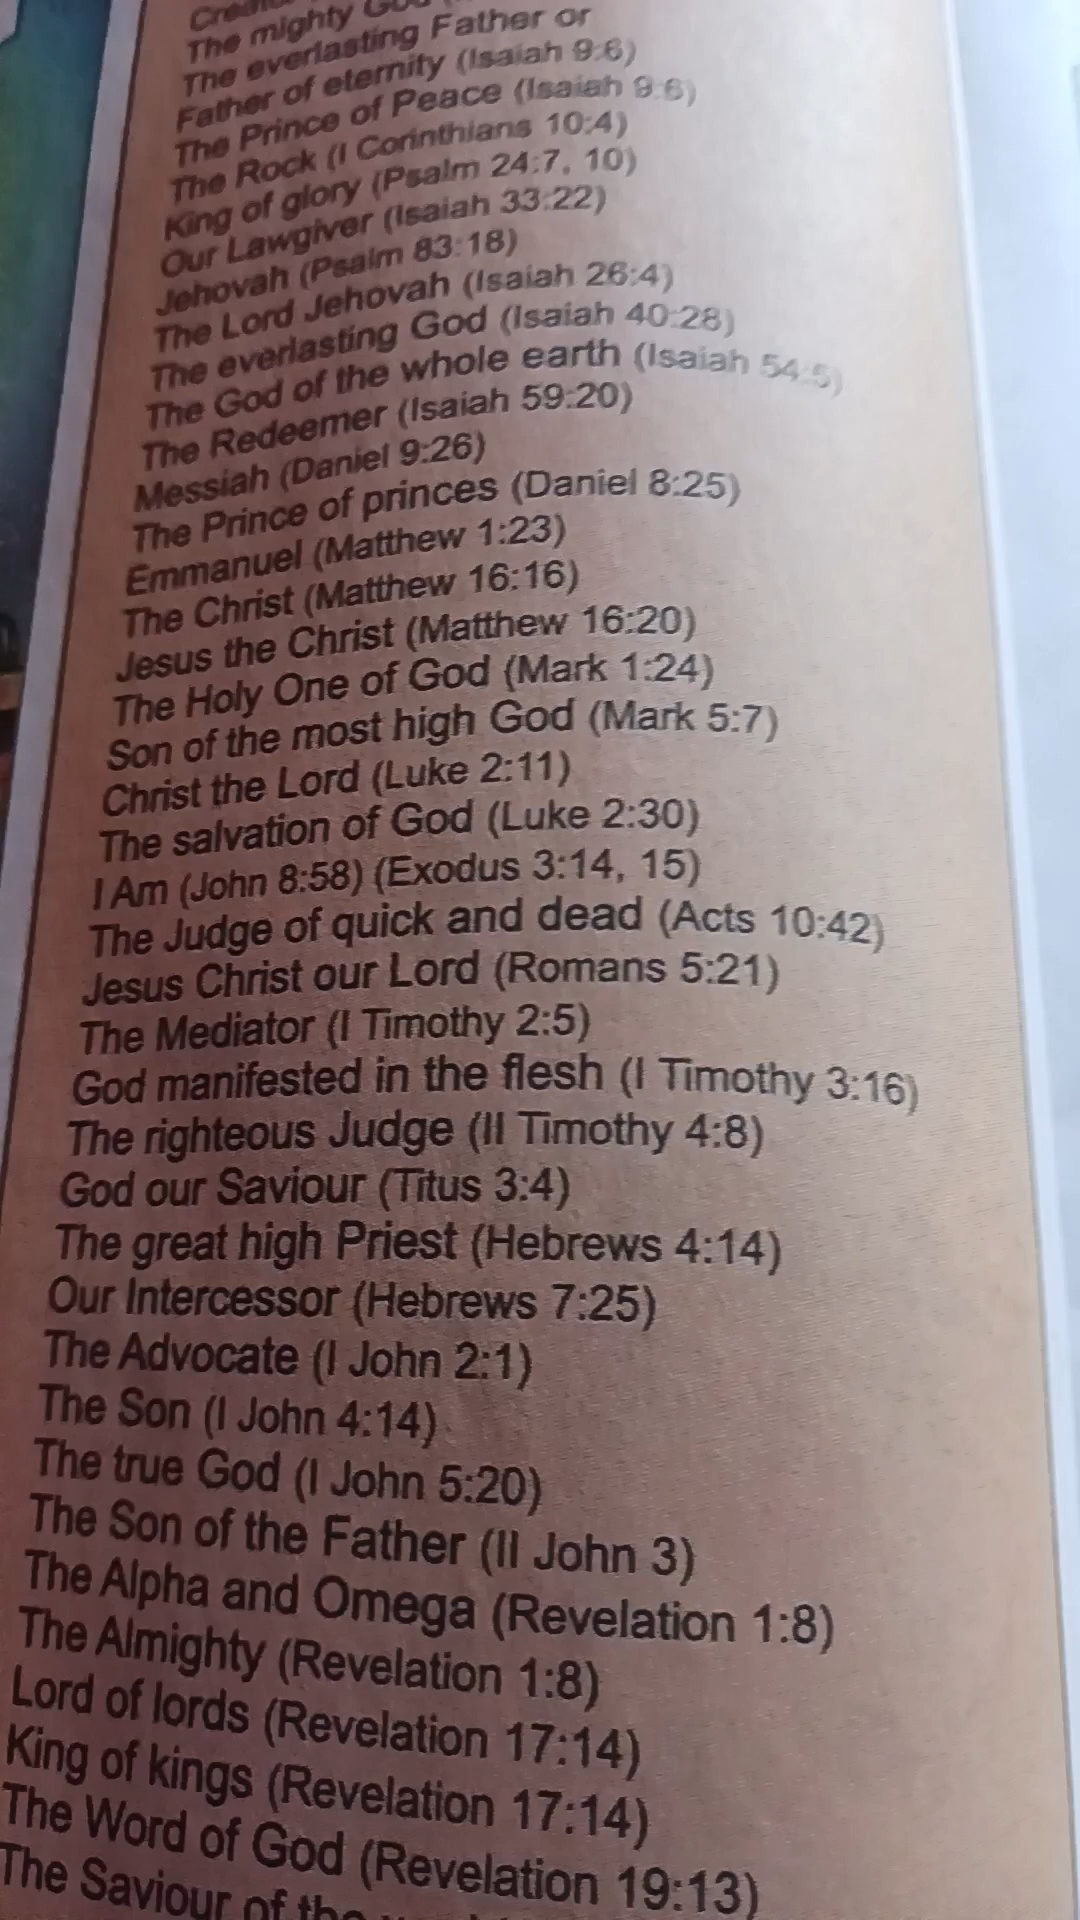 The mighty God
The everlasting Father or
Father of eternity (Isaiah 9:6)
The Prince of Peace (Isaiah 9:6)
The Rock (I Corinthians 10:4)
King of glory (Psalm 24:7, 10)
Our Lawgiver (Isaiah 33:22)
Jehovah (Psalm 83:18)
The Lord Jehovah (Isaiah 26:4)
The everlasting God (Isaiah 40:28)
The God of the whole earth (Isaiah 54:5)
The Redeemer (Isaiah 59:20)
Messiah (Daniel 9:26)
The Prince of princes (Daniel 8:25)
Emmanuel (Matthew 1:23)
The Christ (Matthew 16:16)
Jesus the Christ (Matthew 16:20)
The Holy One of God (Mark 1:24)
Son of the most high God (Mark 5:7)
Christ the Lord (Luke 2:11)
The salvation of God (Luke 2:30)
I Am (John 8:58) (Exodus 3:14, 15)
The Judge of quick and dead (Acts 10:42)
Jesus Christ our Lord (Romans 5:21)
The Mediator (I Timothy 2:5)
God manifested in the flesh (I Timothy 3:16)
The righteous Judge (II Timothy 4:8)
God our Saviour (Titus 3:4)
The great high Priest (Hebrews 4:14)
Our Intercessor (Hebrews 7:25)
The Advocate (I John 2:1)
The Son (I John 4:14)
The true God (I John 5:20)
The Son of the Father (II John 3)
The Alpha and Omega (Revelation 1:8)
The Almighty (Revelation 1:8)
Lord of lords (Revelation 17:14)
King of kings (Revelation 17:14)
The Word of God (Revelation 19:13)
The Saviour of the